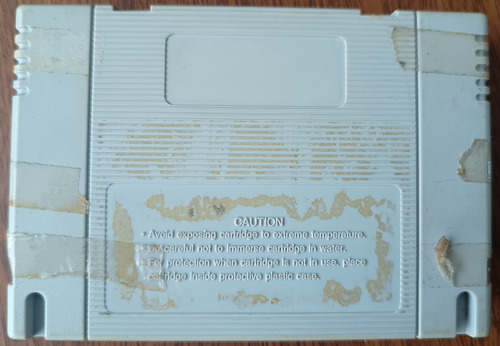 CAUTION
• Avoid exposing cartridge to extreme temperature.
• Be careful not to immerse cartridge in water.
• For protection when cartridge is not in use, place
cartridge inside protective plastic case.